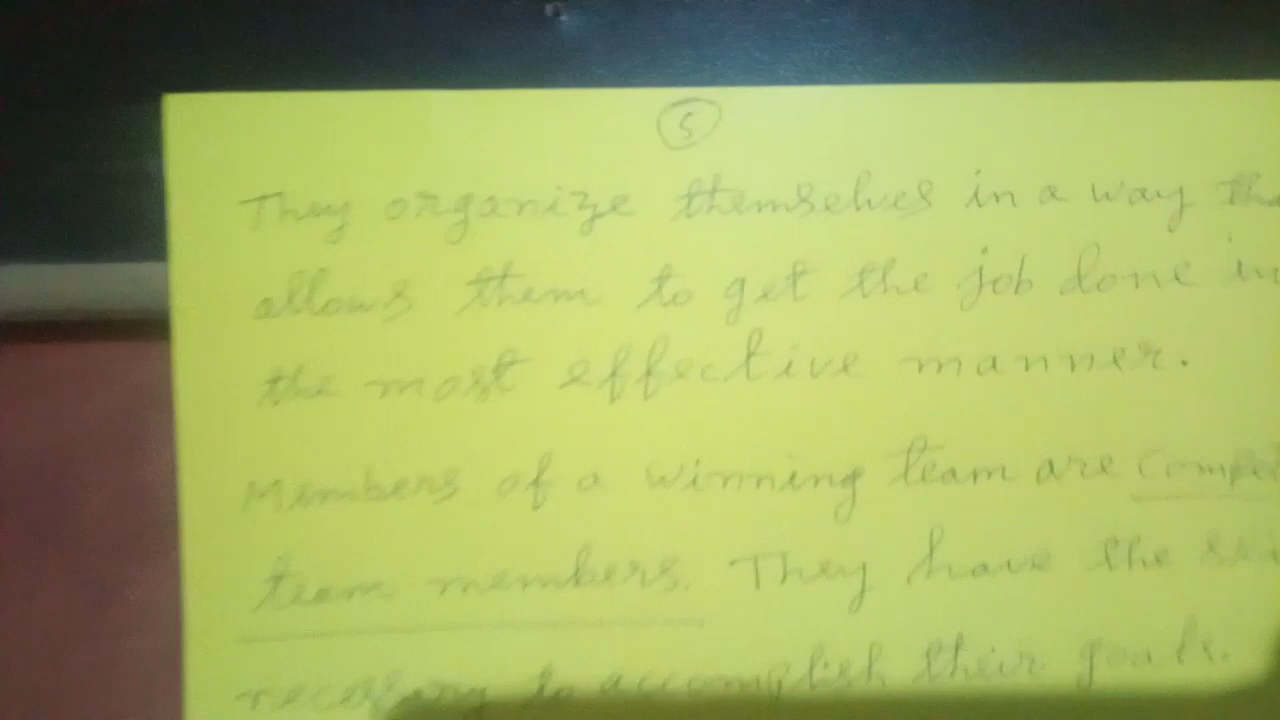 5
They organize themselves in a way
allows them to get the job done in
the most effective manner.
Members of a winning team are
team members. They have the
necessary to accomplish their goals.